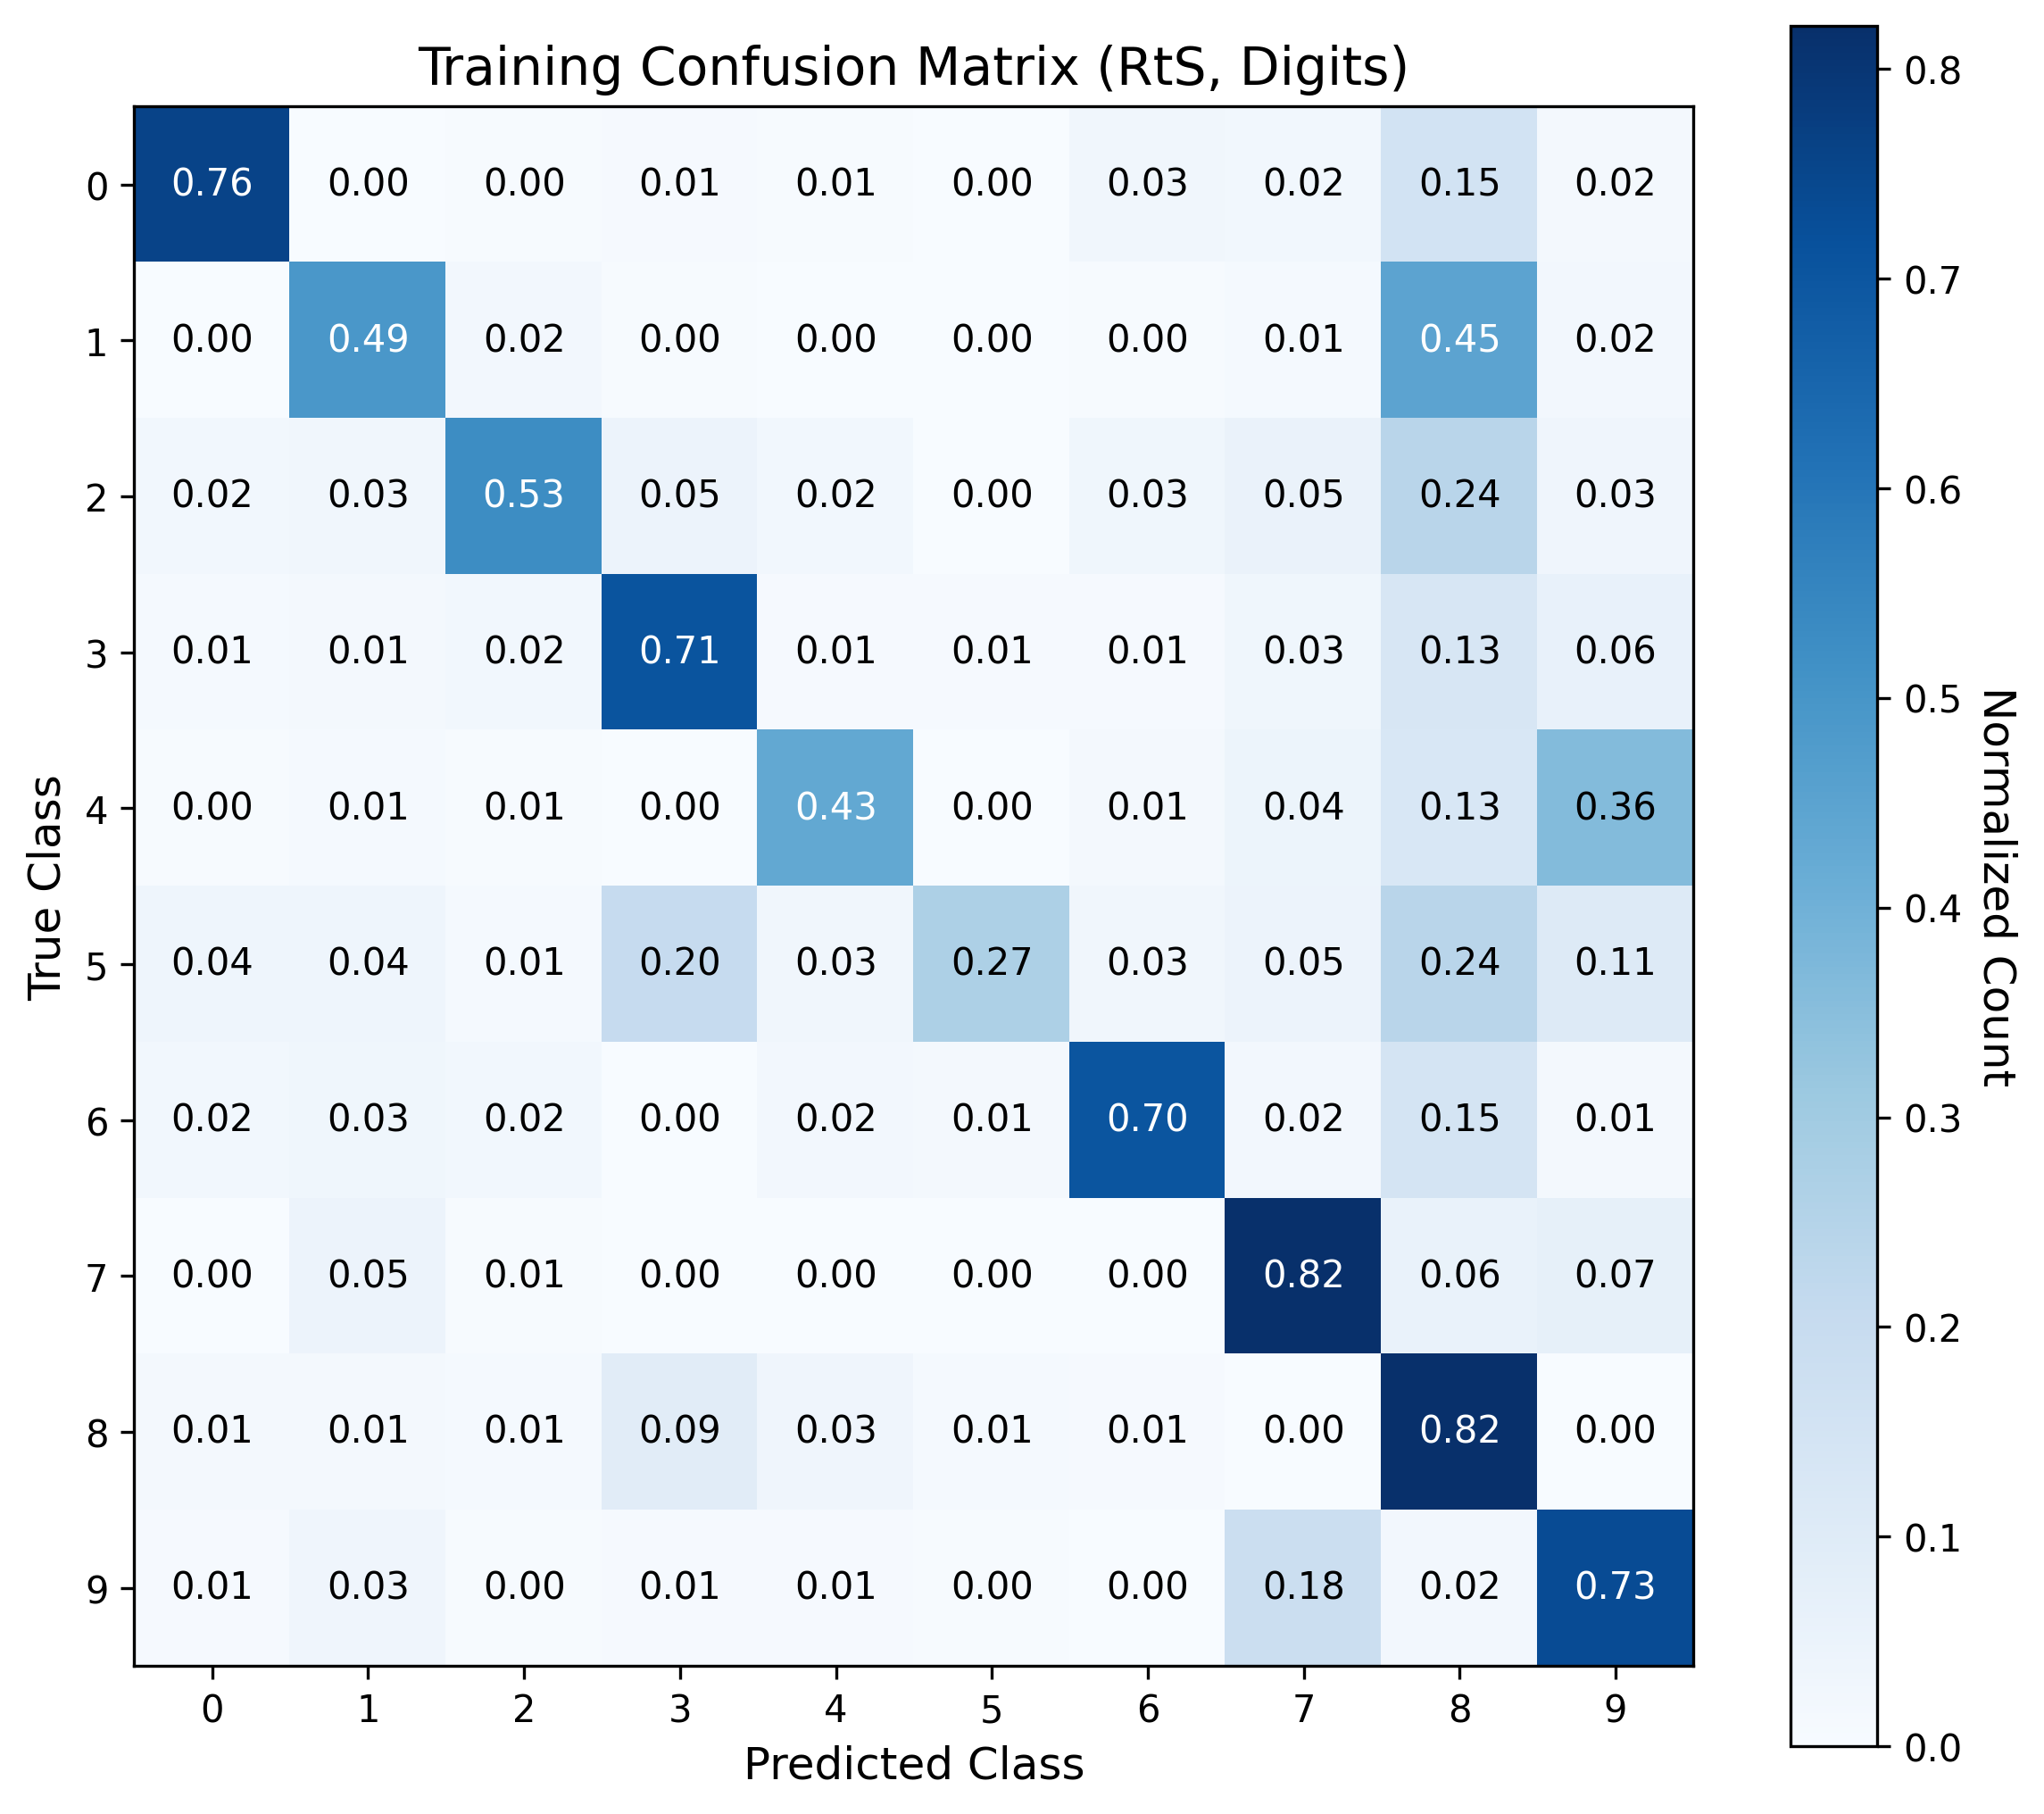 Training Confusion Matrix (RtS, Digits)
0 0.76 0.00 0.00 0.01 0.01 0.00 0.03 0.02 0.15 0.02
1 0.00 0.49 0.02 0.00 0.00 0.00 0.00 0.01 0.45 0.02
2 0.02 0.03 0.53 0.05 0.02 0.00 0.03 0.05 0.24 0.03
3 0.01 0.01 0.02 0.71 0.01 0.01 0.01 0.03 0.13 0.06
4 0.00 0.01 0.01 0.00 0.43 0.00 0.01 0.04 0.13 0.36
5 0.04 0.04 0.01 0.20 0.03 0.27 0.03 0.05 0.24 0.11
6 0.02 0.03 0.02 0.00 0.02 0.01 0.70 0.02 0.15 0.01
7 0.00 0.05 0.01 0.00 0.00 0.00 0.00 0.82 0.06 0.07
8 0.01 0.01 0.01 0.09 0.03 0.01 0.01 0.00 0.82 0.00
9 0.01 0.03 0.00 0.01 0.01 0.00 0.00 0.18 0.02 0.73
0 1 2 3 4 5 6 7 8 9
Predicted Class
True Class
0.8
0.7
0.6
0.5
0.4
0.3
0.2
0.1
0.0
Normalized Count